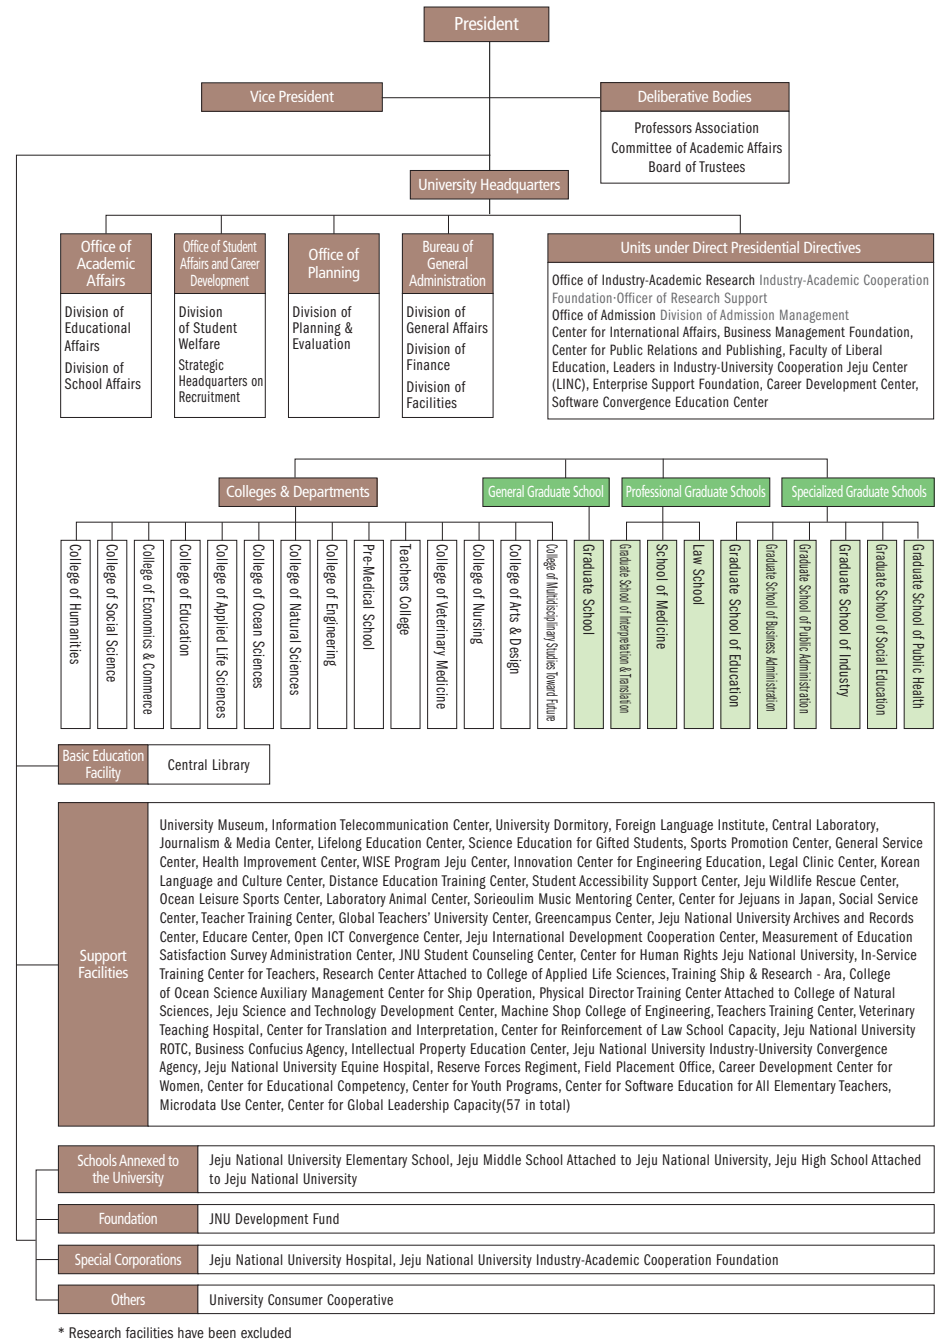 President
Vice President
Deliberative Bodies
Professors Association
Committee of Academic Affairs
Board of Trustees
University Headquarters
Office of
Academic
Affairs
Division of
Educational
Affairs
Division of
School Affairs
Office of Student
Affairs and Career
Development
Division
of Student
Welfare
Strategic
Headquarters on
Recruitment
Office of
Planning
Division of
Planning &
Evaluation
Bureau of
General
Administration
Division of
General Affairs
Division of
Finance
Division of
Facilities
Units under Direct Presidential Directives
Office of Industry-Academic Research Industry-Academic Cooperation
Foundation·Officer of Research Support
Office of Admission Division of Admission Management
Center for International Affairs, Business Management Foundation,
Center for Public Relations and Publishing, Faculty of Liberal
Education, Leaders in Industry-University Cooperation Jeju Center
(LINC), Enterprise Support Foundation, Career Development Center,
Software Convergence Education Center
Colleges & Departments
General Graduate School
Professional Graduate Schools
Specialized Graduate Schools
College of Humanities
College of Social Science
College of Economics & Commerce
College of Education
College of Applied Life Sciences
College of Ocean Sciences
College of Natural Sciences
College of Engineering
Pre-Medical School
Teachers College
College of Veterinary Medicine
College of Nursing
College of Arts & Design
College of Multidisciplinary Studies Toward Future
Graduate School
Graduate School of Interpretation & Translation
School of Medicine
Law School
Graduate School of Education
Graduate School of Business Administration
Graduate School of Public Administration
Graduate School of Industry
Graduate School of Social Education
Graduate School of Public Health
Basic Education
Facility
Central Library
Support
Facilities
University Museum, Information Telecommunication Center, University Dormitory, Foreign Language Institute, Central Laboratory,
Journalism & Media Center, Lifelong Education Center, Science Education for Gifted Students, Sports Promotion Center, General Service
Center, Health Improvement Center, WISE Program Jeju Center, Innovation Center for Engineering Education, Legal Clinic Center, Korean
Language and Culture Center, Distance Education Training Center, Student Accessibility Support Center, Jeju Wildlife Rescue Center,
Ocean Leisure Sports Center, Laboratory Animal Center, Sorieoulim Music Mentoring Center, Center for Jejuans in Japan, Social Service
Center, Teacher Training Center, Global Teachers' University Center, Greencampus Center, Jeju National University Archives and Records
Center, Educare Center, Open ICT Convergence Center, Jeju International Development Cooperation Center, Measurement of Education
Satisfaction Survey Administration Center, JNU Student Counseling Center, Center for Human Rights Jeju National University, In-Service
Training Center for Teachers, Research Center Attached to College of Applied Life Sciences, Training Ship & Research - Ara, College
of Ocean Science Auxiliary Management Center for Ship Operation, Physical Director Training Center Attached to College of Natural
Sciences, Jeju Science and Technology Development Center, Machine Shop College of Engineering, Teachers Training Center, Veterinary
Teaching Hospital, Center for Translation and Interpretation, Center for Reinforcement of Law School Capacity, Jeju National University
ROTC, Business Confucius Agency, Intellectual Property Education Center, Jeju National University Industry-University Convergence
Agency, Jeju National University Equine Hospital, Reserve Forces Regiment, Field Placement Office, Career Development Center for
Women, Center for Educational Competency, Center for Youth Programs, Center for Software Education for All Elementary Teachers,
Microdata Use Center, Center for Global Leadership Capacity(57 in total)
Schools Annexed to
the University
Jeju National University Elementary School, Jeju Middle School Attached to Jeju National University, Jeju High School Attached
to Jeju National University
Foundation
JNU Development Fund
Special Corporations
Jeju National University Hospital, Jeju National University Industry-Academic Cooperation Foundation
Others
University Consumer Cooperative
* Research facilities have been excluded